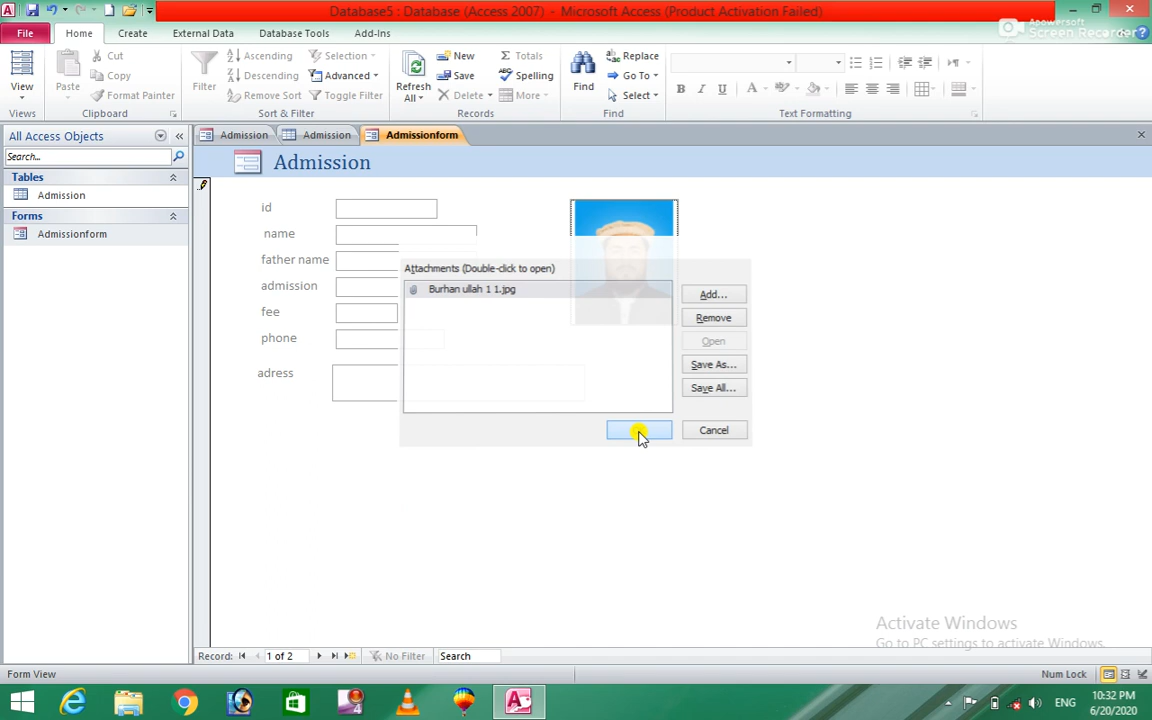 Database5 : Database (Access 2007) - Microsoft Access (Product Activation Failed)
Apowersoft
Screen Recorder
File Home Create External Data Database Tools Add-Ins
View
Views
Paste
Cut
Copy
Format Painter
Clipboard
Filter
Ascending
Descending
Remove Sort
Selection
Advanced
Toggle Filter
Sort & Filter
Refresh
All
New
Save
Delete
Totals
Spelling
More
Records
Find
Replace
Go To
Select
Find
B I U A ab
Text Formatting
All Access Objects
Search...
Tables
Admission
Forms
Admissionform
Admission Admission Admissionform
Admission
id
name
father name
admission
fee
phone
adress
Attachments (Double-click to open)
Burhan ullah 1 1.jpg
Add...
Remove
Open
Save As...
Save All...
Cancel
Activate Windows
Go to PC settings to activate Windows.
Record: 1 of 2 No Filter Search
Form View
Num Lock
ENG
10:32 PM
6/20/2020